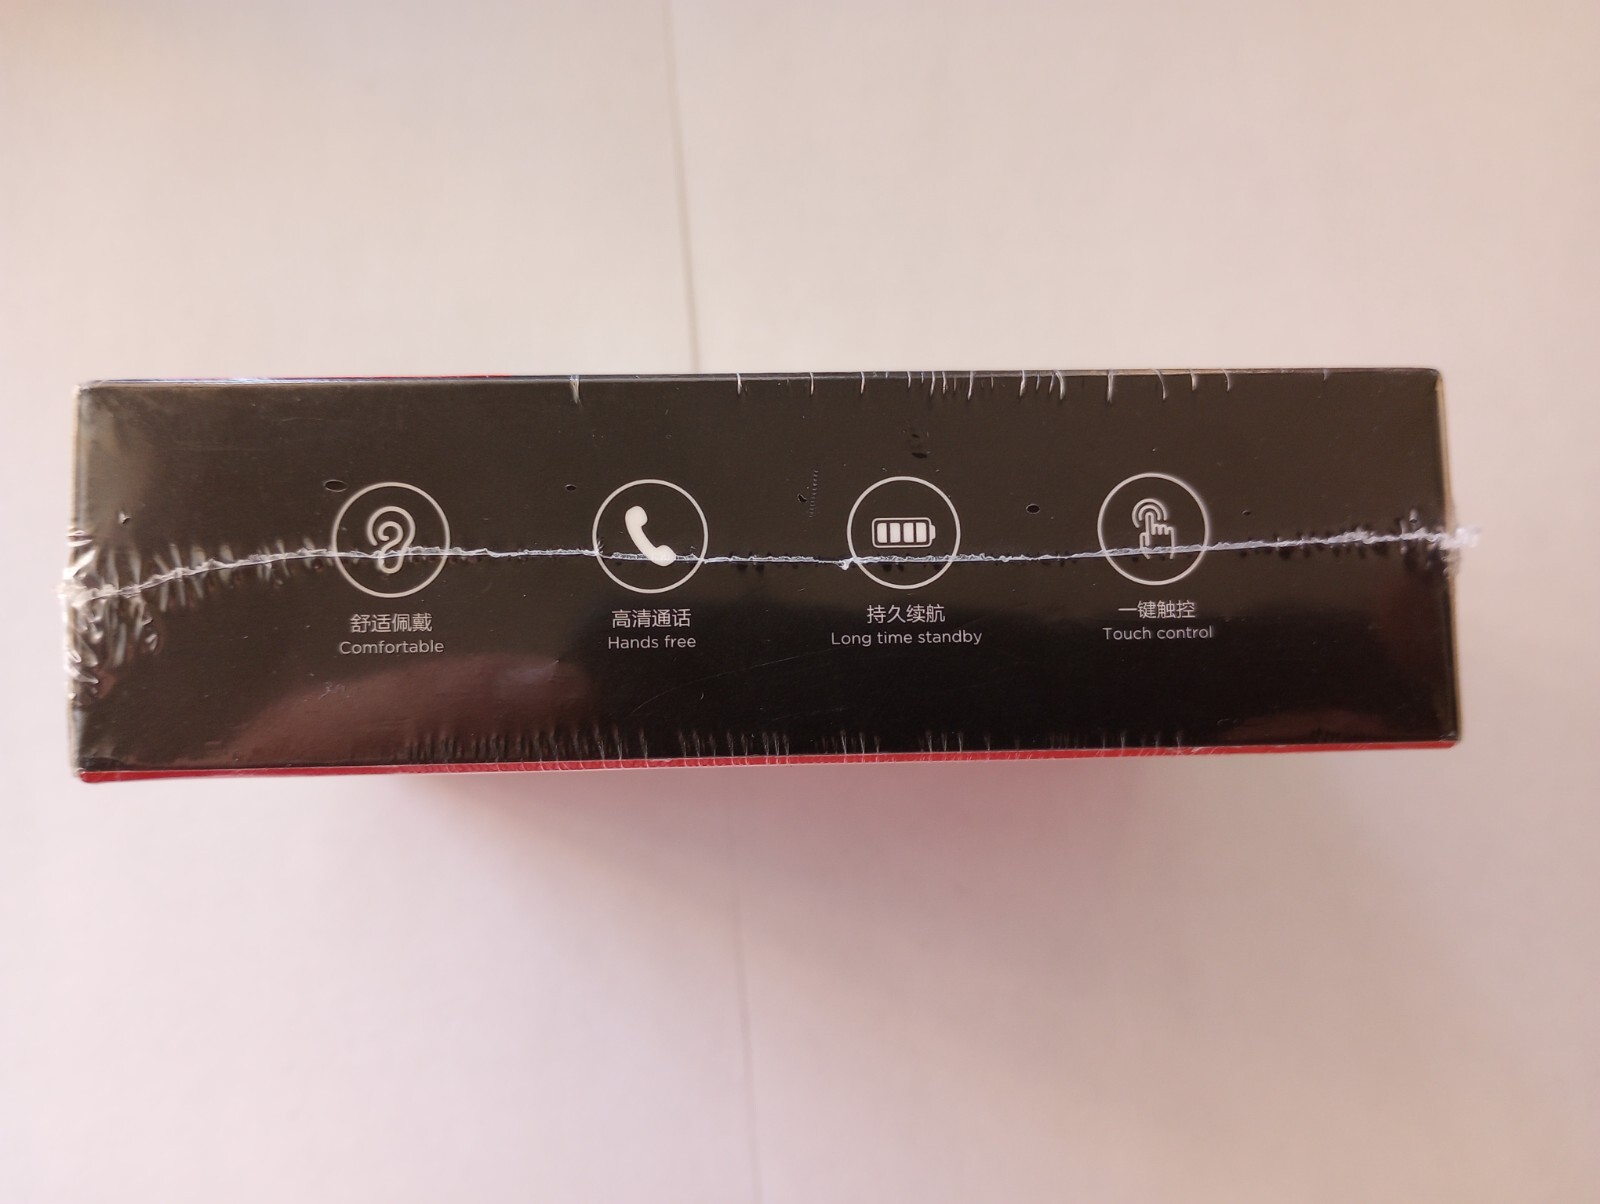 舒适佩戴
Comfortable
高清通话
Hands free
持久续航
Long time standby
一键触控
Touch control